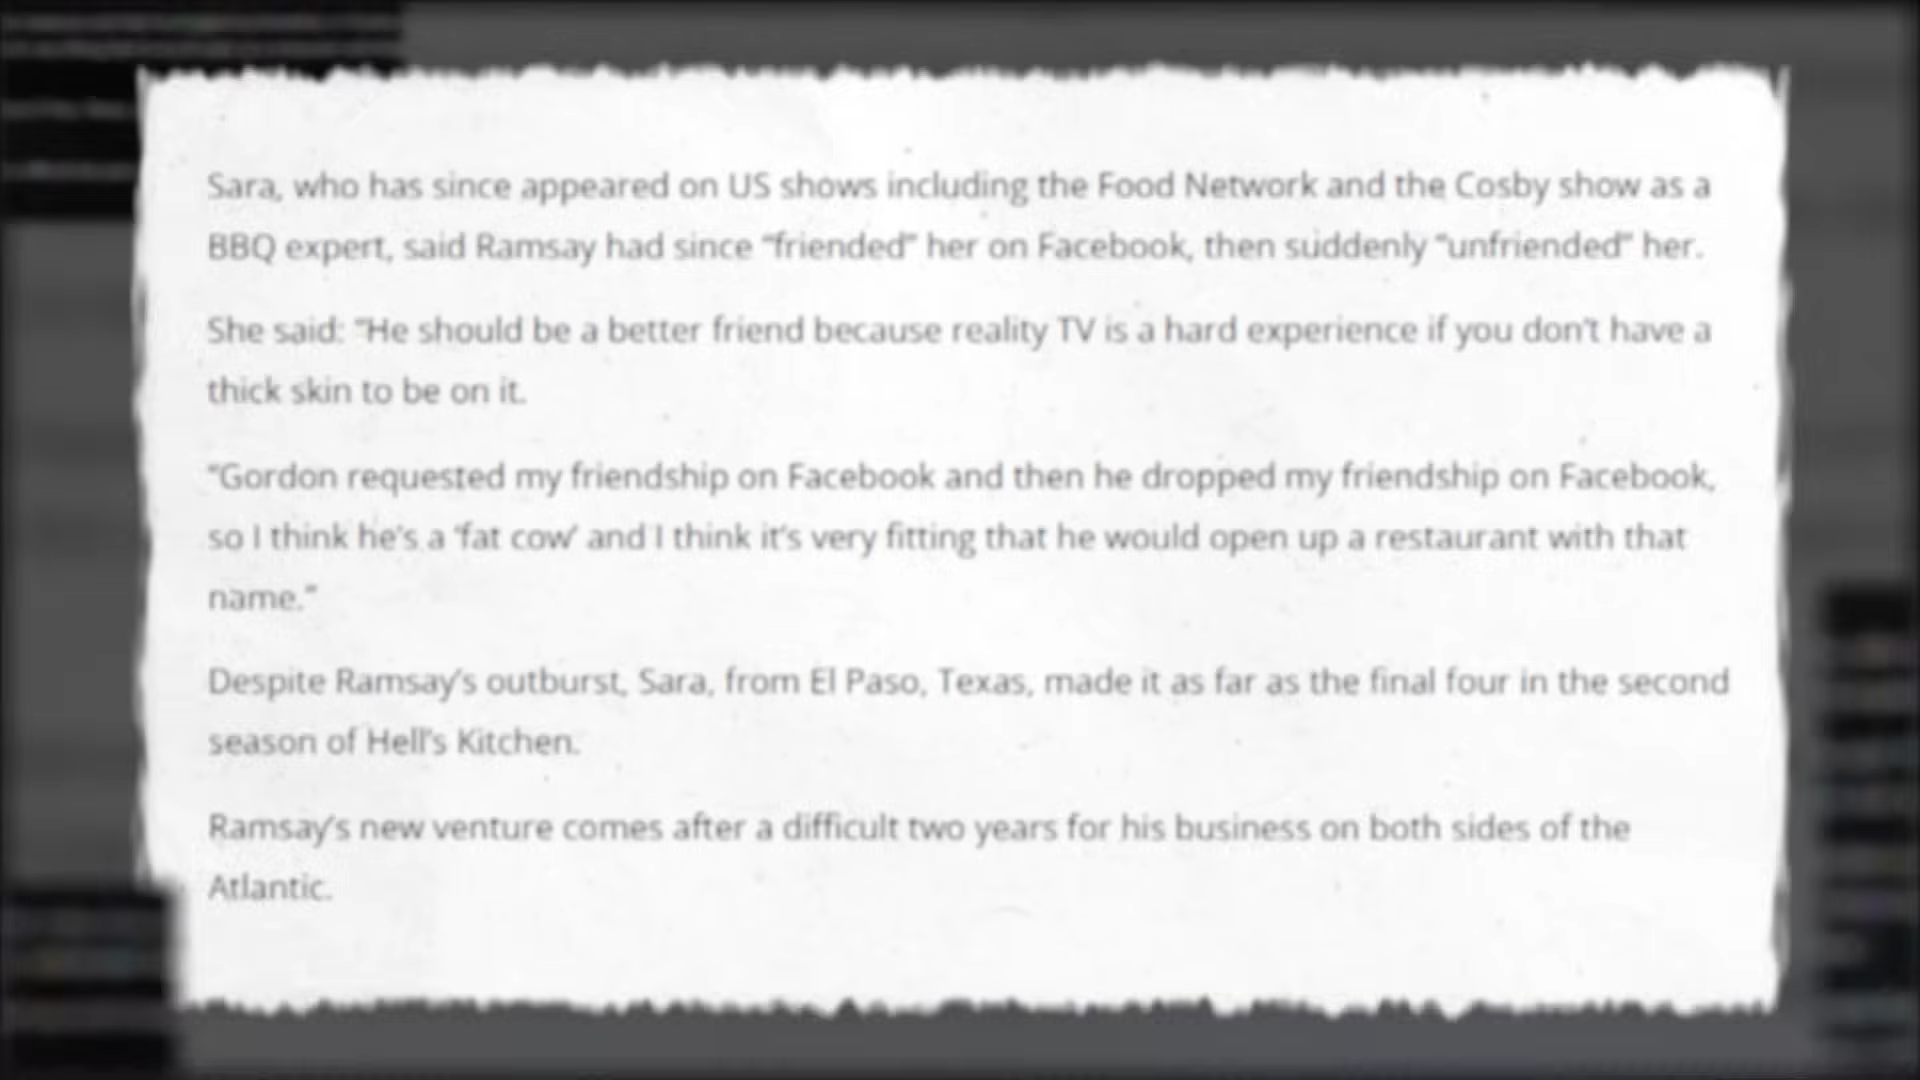 Sara, who has since appeared on US shows including the Food Network and the Cosby show as a
BBQ expert, said Ramsay had since “friended” her on Facebook, then suddenly “unfriended” her.
She said: “He should be a better friend because reality TV is a hard experience if you don’t have a
thick skin to be on it.
“Gordon requested my friendship on Facebook and then he dropped my friendship on Facebook,
so I think he’s a ‘fat cow’ and I think it’s very fitting that he would open up a restaurant with that
name.”
Despite Ramsay’s outburst, Sara, from El Paso, Texas, made it as far as the final four in the second
season of Hell’s Kitchen.
Ramsay’s new venture comes after a difficult two years for his business on both sides of the
Atlantic.